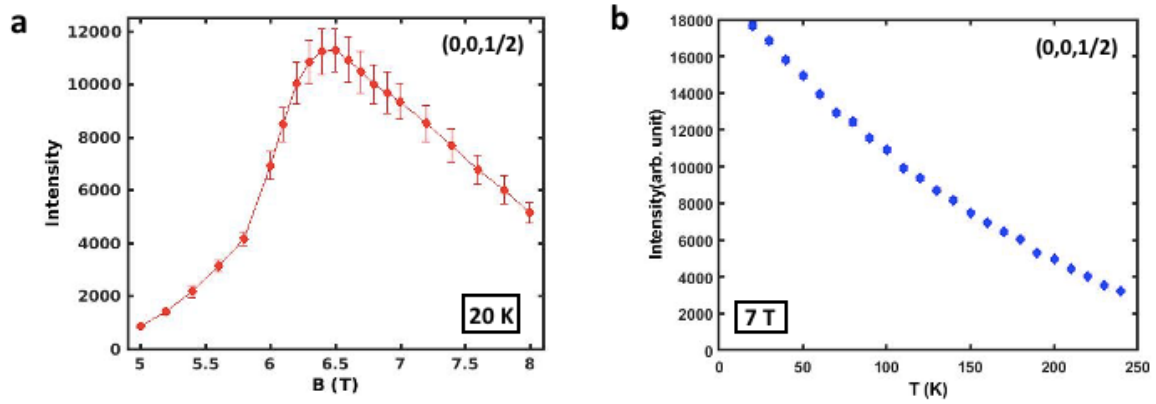 a
(0,0,1/2)
Intensity
12000
10000
8000
6000
4000
2000
0
20 K
5 5.5 6 6.5 7 7.5 8
B (T)
b
(0,0,1/2)
Intensity(arb. unit)
18000
16000
14000
12000
10000
8000
6000
4000
2000
0
7 T
0 50 100 150 200 250
T (K)